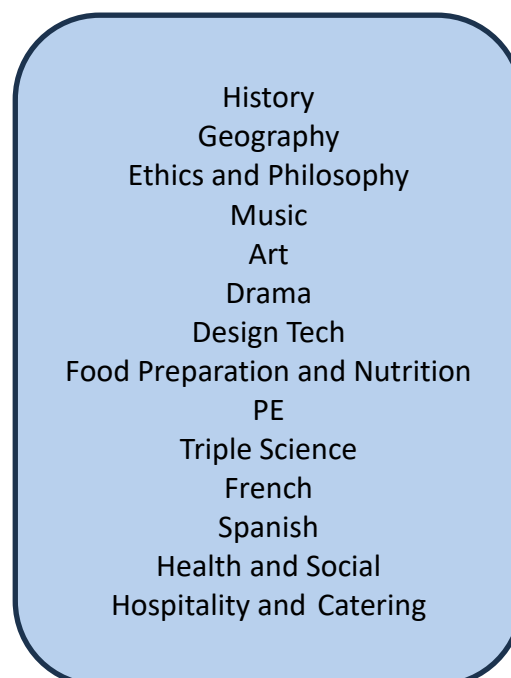 History
Geography
Ethics and Philosophy
Music
Art
Drama
Design Tech
Food Preparation and Nutrition
PE
Triple Science
French
Spanish
Health and Social
Hospitality and Catering